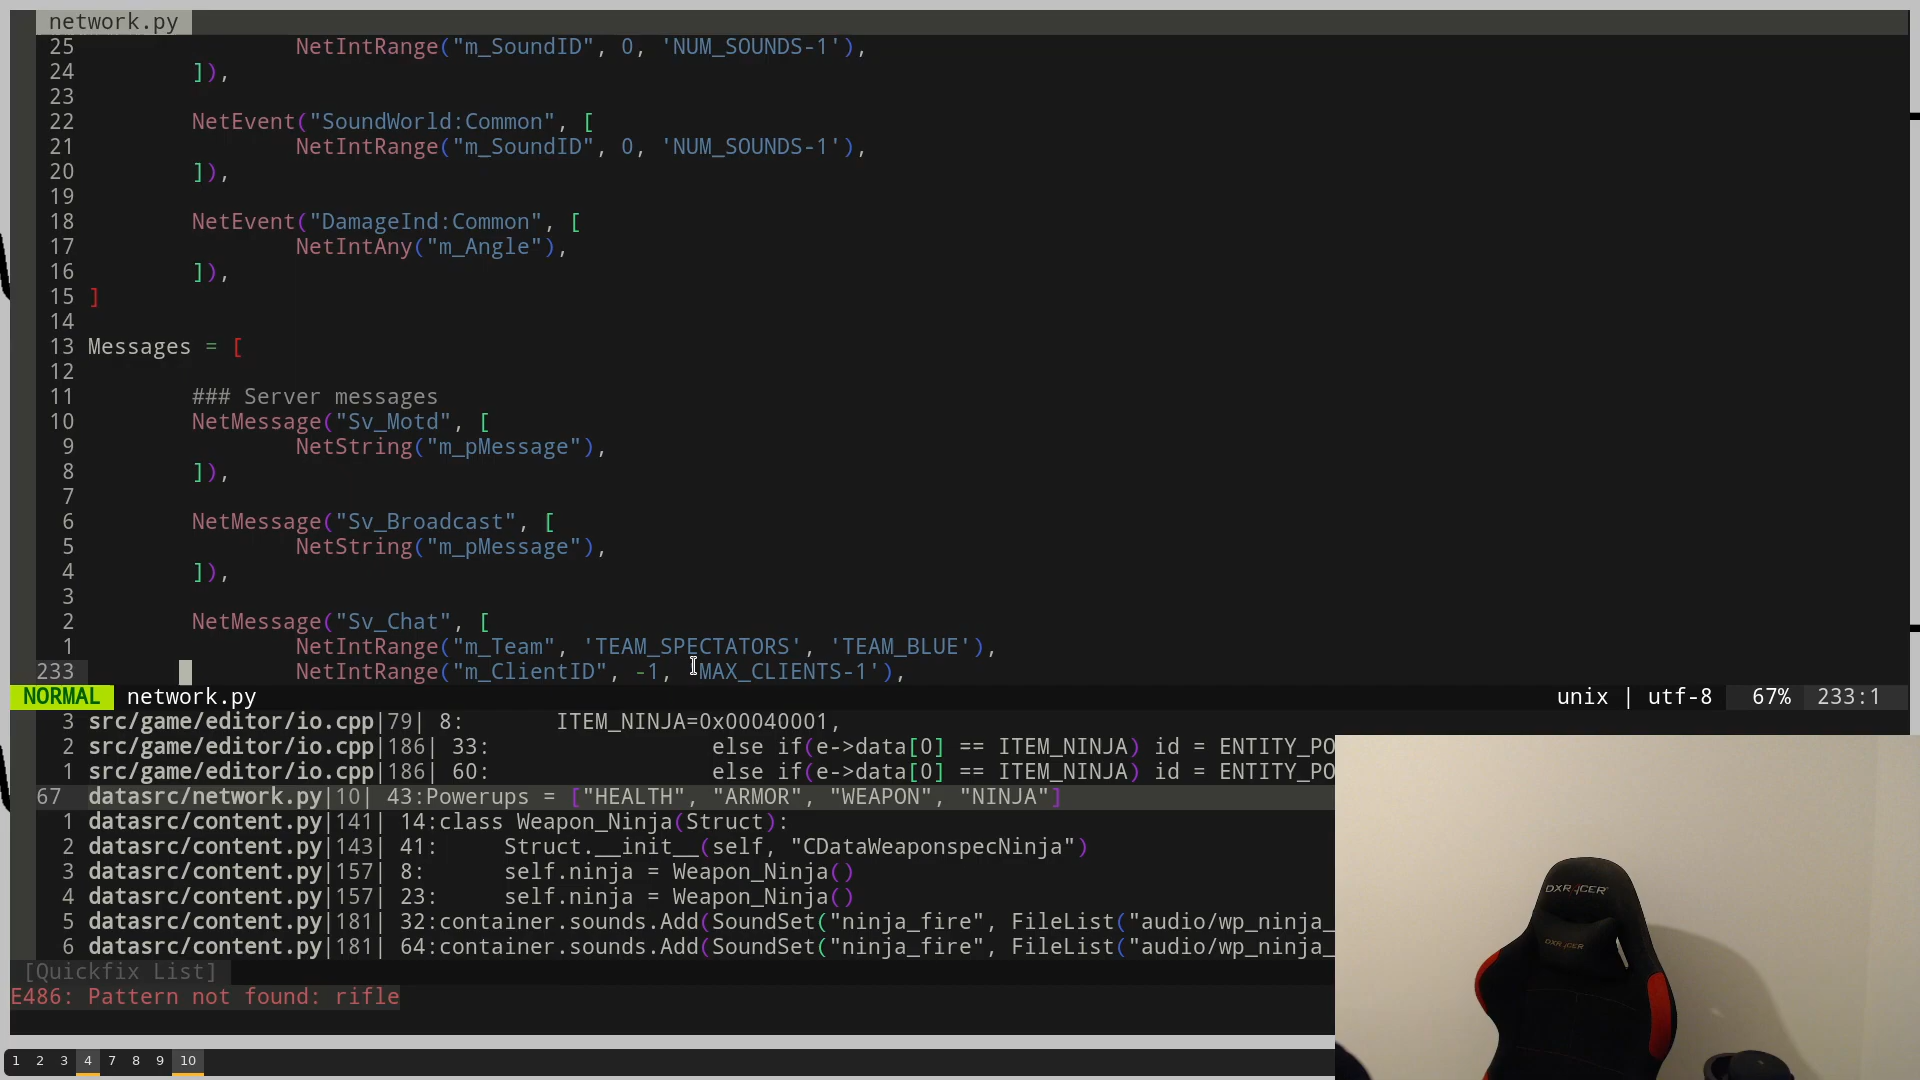 network.py
25 NetIntRange("m_SoundID", 0, 'NUM_SOUNDS-1'),
24 ]),
23
22 NetEvent("SoundWorld:Common", [
21 NetIntRange("m_SoundID", 0, 'NUM_SOUNDS-1'),
20 ]),
19
18 NetEvent("DamageInd:Common", [
17 NetIntAny("m_Angle"),
16 ]),
15 ]
14
13 Messages = [
12
11 ### Server messages
10 NetMessage("Sv_Motd", [
9 NetString("m_pMessage"),
8 ]),
7
6 NetMessage("Sv_Broadcast", [
5 NetString("m_pMessage"),
4 ]),
3
2 NetMessage("Sv_Chat", [
1 NetIntRange("m_Team", 'TEAM_SPECTATORS', 'TEAM_BLUE'),
233 NetIntRange("m_ClientID", -1, 'MAX_CLIENTS-1'),
NORMAL network.py unix | utf-8 67% 233:1
3 src/game/editor/io.cpp|79| 8: ITEM_NINJA=0x00040001,
2 src/game/editor/io.cpp|186| 33: else if(e->data[0] == ITEM_NINJA) id = ENTITY_PO
1 src/game/editor/io.cpp|186| 60: else if(e->data[0] == ITEM_NINJA) id = ENTITY_PO
67 datasrc/network.py|10| 43:Powerups = ["HEALTH", "ARMOR", "WEAPON", "NINJA"]
1 datasrc/content.py|141| 14:class Weapon_Ninja(Struct):
2 datasrc/content.py|143| 41: Struct.__init__(self, "CDataWeaponspecNinja")
3 datasrc/content.py|157| 8: self.ninja = Weapon_Ninja()
4 datasrc/content.py|157| 23: self.ninja = Weapon_Ninja()
5 datasrc/content.py|181| 32:container.sounds.Add(SoundSet("ninja_fire", FileList("audio/wp_ninja_
6 datasrc/content.py|181| 64:container.sounds.Add(SoundSet("ninja_fire", FileList("audio/wp_ninja_
[Quickfix List]
E486: Pattern not found: rifle
1 2 3 4 7 8 9 10
DXRACER
DXRACER